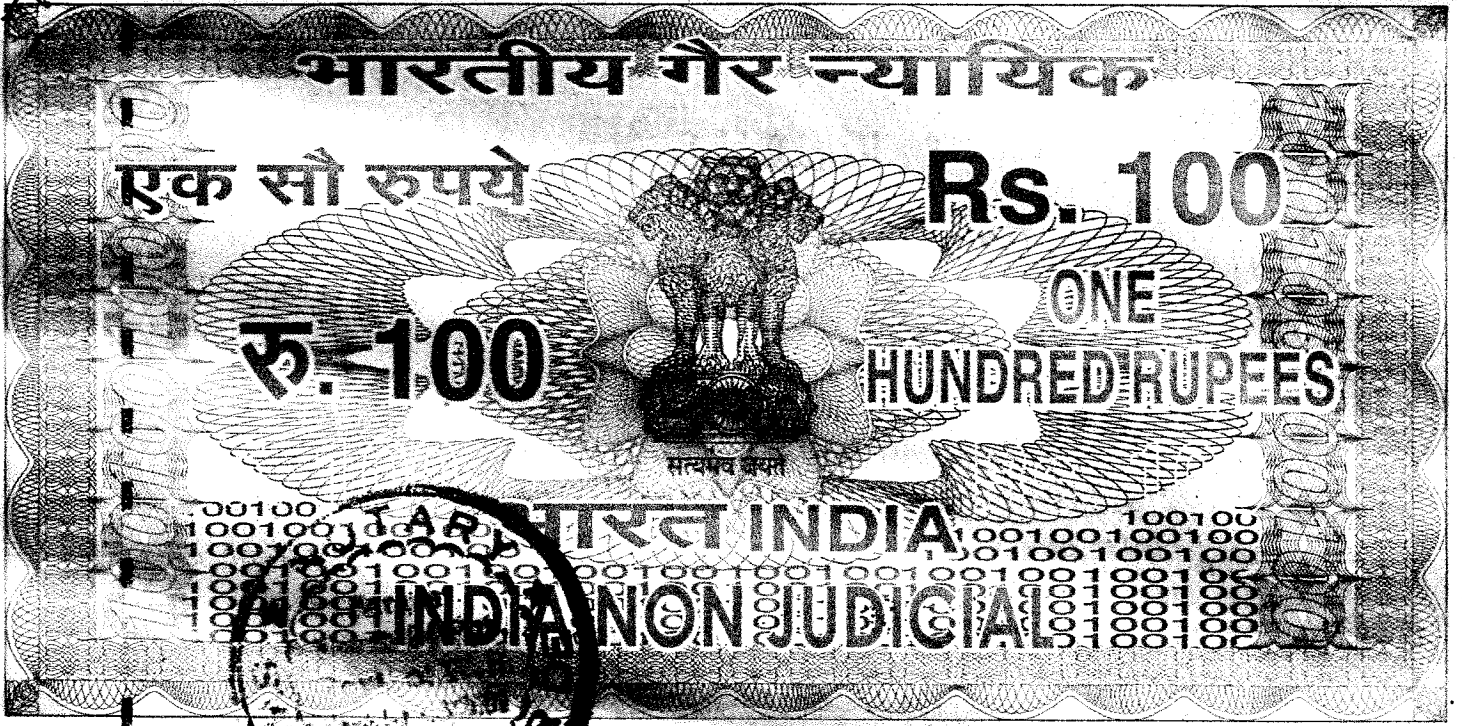 भारतीय गैर न्यायिक
एक सौ रुपये
Rs. 100
रु. 100
ONE
HUNDRED RUPEES
सत्यमेव जयते
भारत INDIA
INDIA NON JUDICIAL